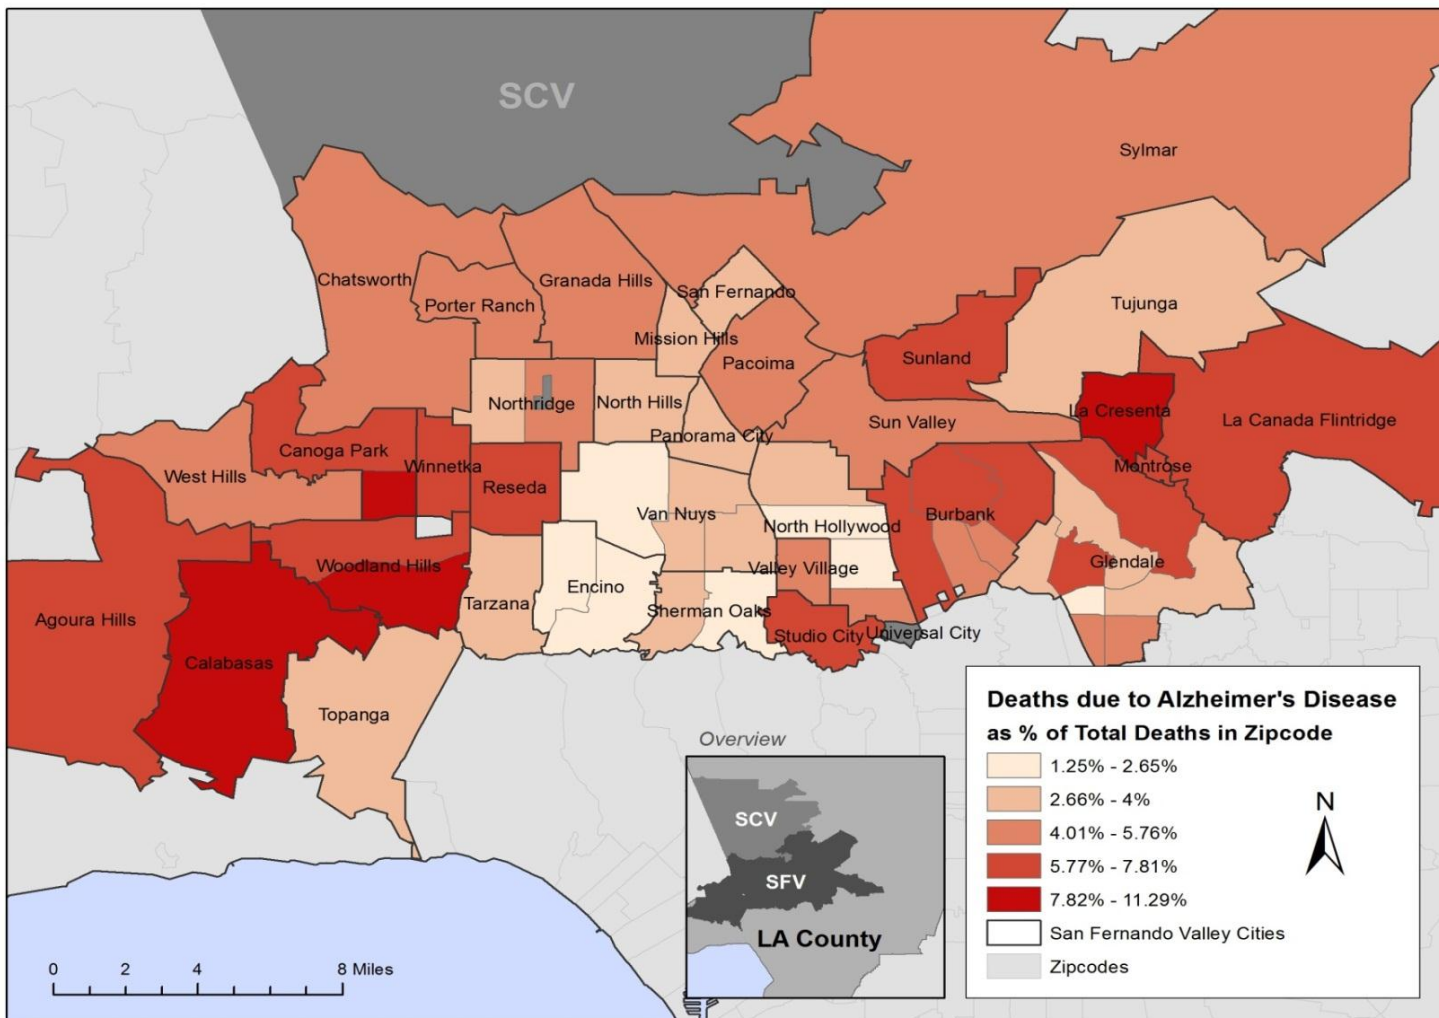 SCV
Sylmar
Chatsworth
Granada Hills
Porter Ranch
San Fernando
Tujunga
Mission Hills
Pacoima
Sunland
Northridge
North Hills
La Cresenta
La Canada Flintridge
Sun Valley
Panorama City
Canoga Park
Winnetka
Montrose
West Hills
Reseda
Van Nuys
North Hollywood
Burbank
Woodland Hills
Valley Village
Glendale
Encino
Tarzana
Sherman Oaks
Agoura Hills
Studio City
Universal City
Calabasas
Topanga
Overview
SCV
SFV
LA County
Deaths due to Alzheimer's Disease
as % of Total Deaths in Zipcode
1.25% - 2.65%
2.66% - 4%
4.01% - 5.76%
5.77% - 7.81%
7.82% - 11.29%
San Fernando Valley Cities
Zipcodes
N
0 2 4 8 Miles